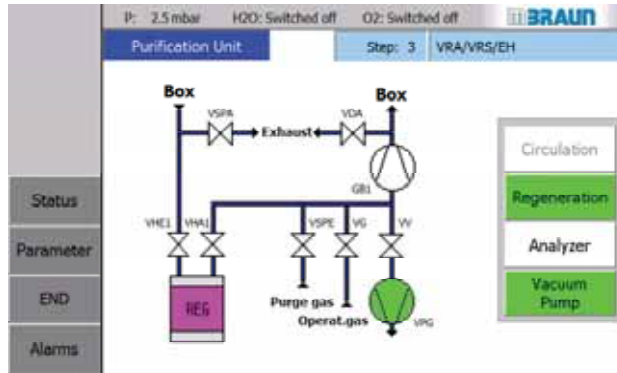 P: 2.5 mbar H2O: Switched off O2: Switched off MBRAUN
Purification Unit Step: 3 VRA/VRS/EH
Box Box
VSPA VDA
Exhaust
Circulation
GB1
Status Regeneration
VHE1 VHA1 VSPE VG VV
Parameter Analyzer
END REG Purge gas Vacuum
Pump
Operat.gas VPG
Alarms